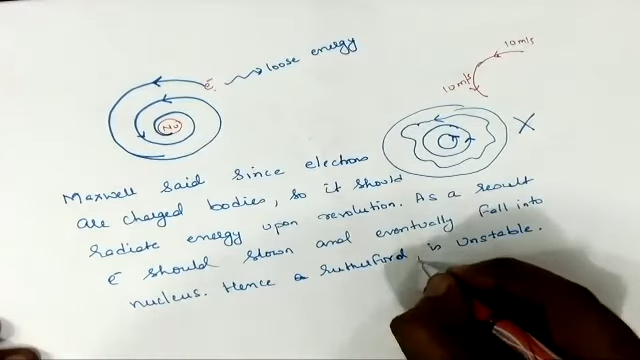 10 m/s
e⁻ loose energy
10 m/s
Nu
X
Maxwell said since electrons
are charged bodies, so it should
radiate energy upon revolution. As a result
e⁻ should slown and eventually fall into
nucleus. Hence a rutherford is unstable.